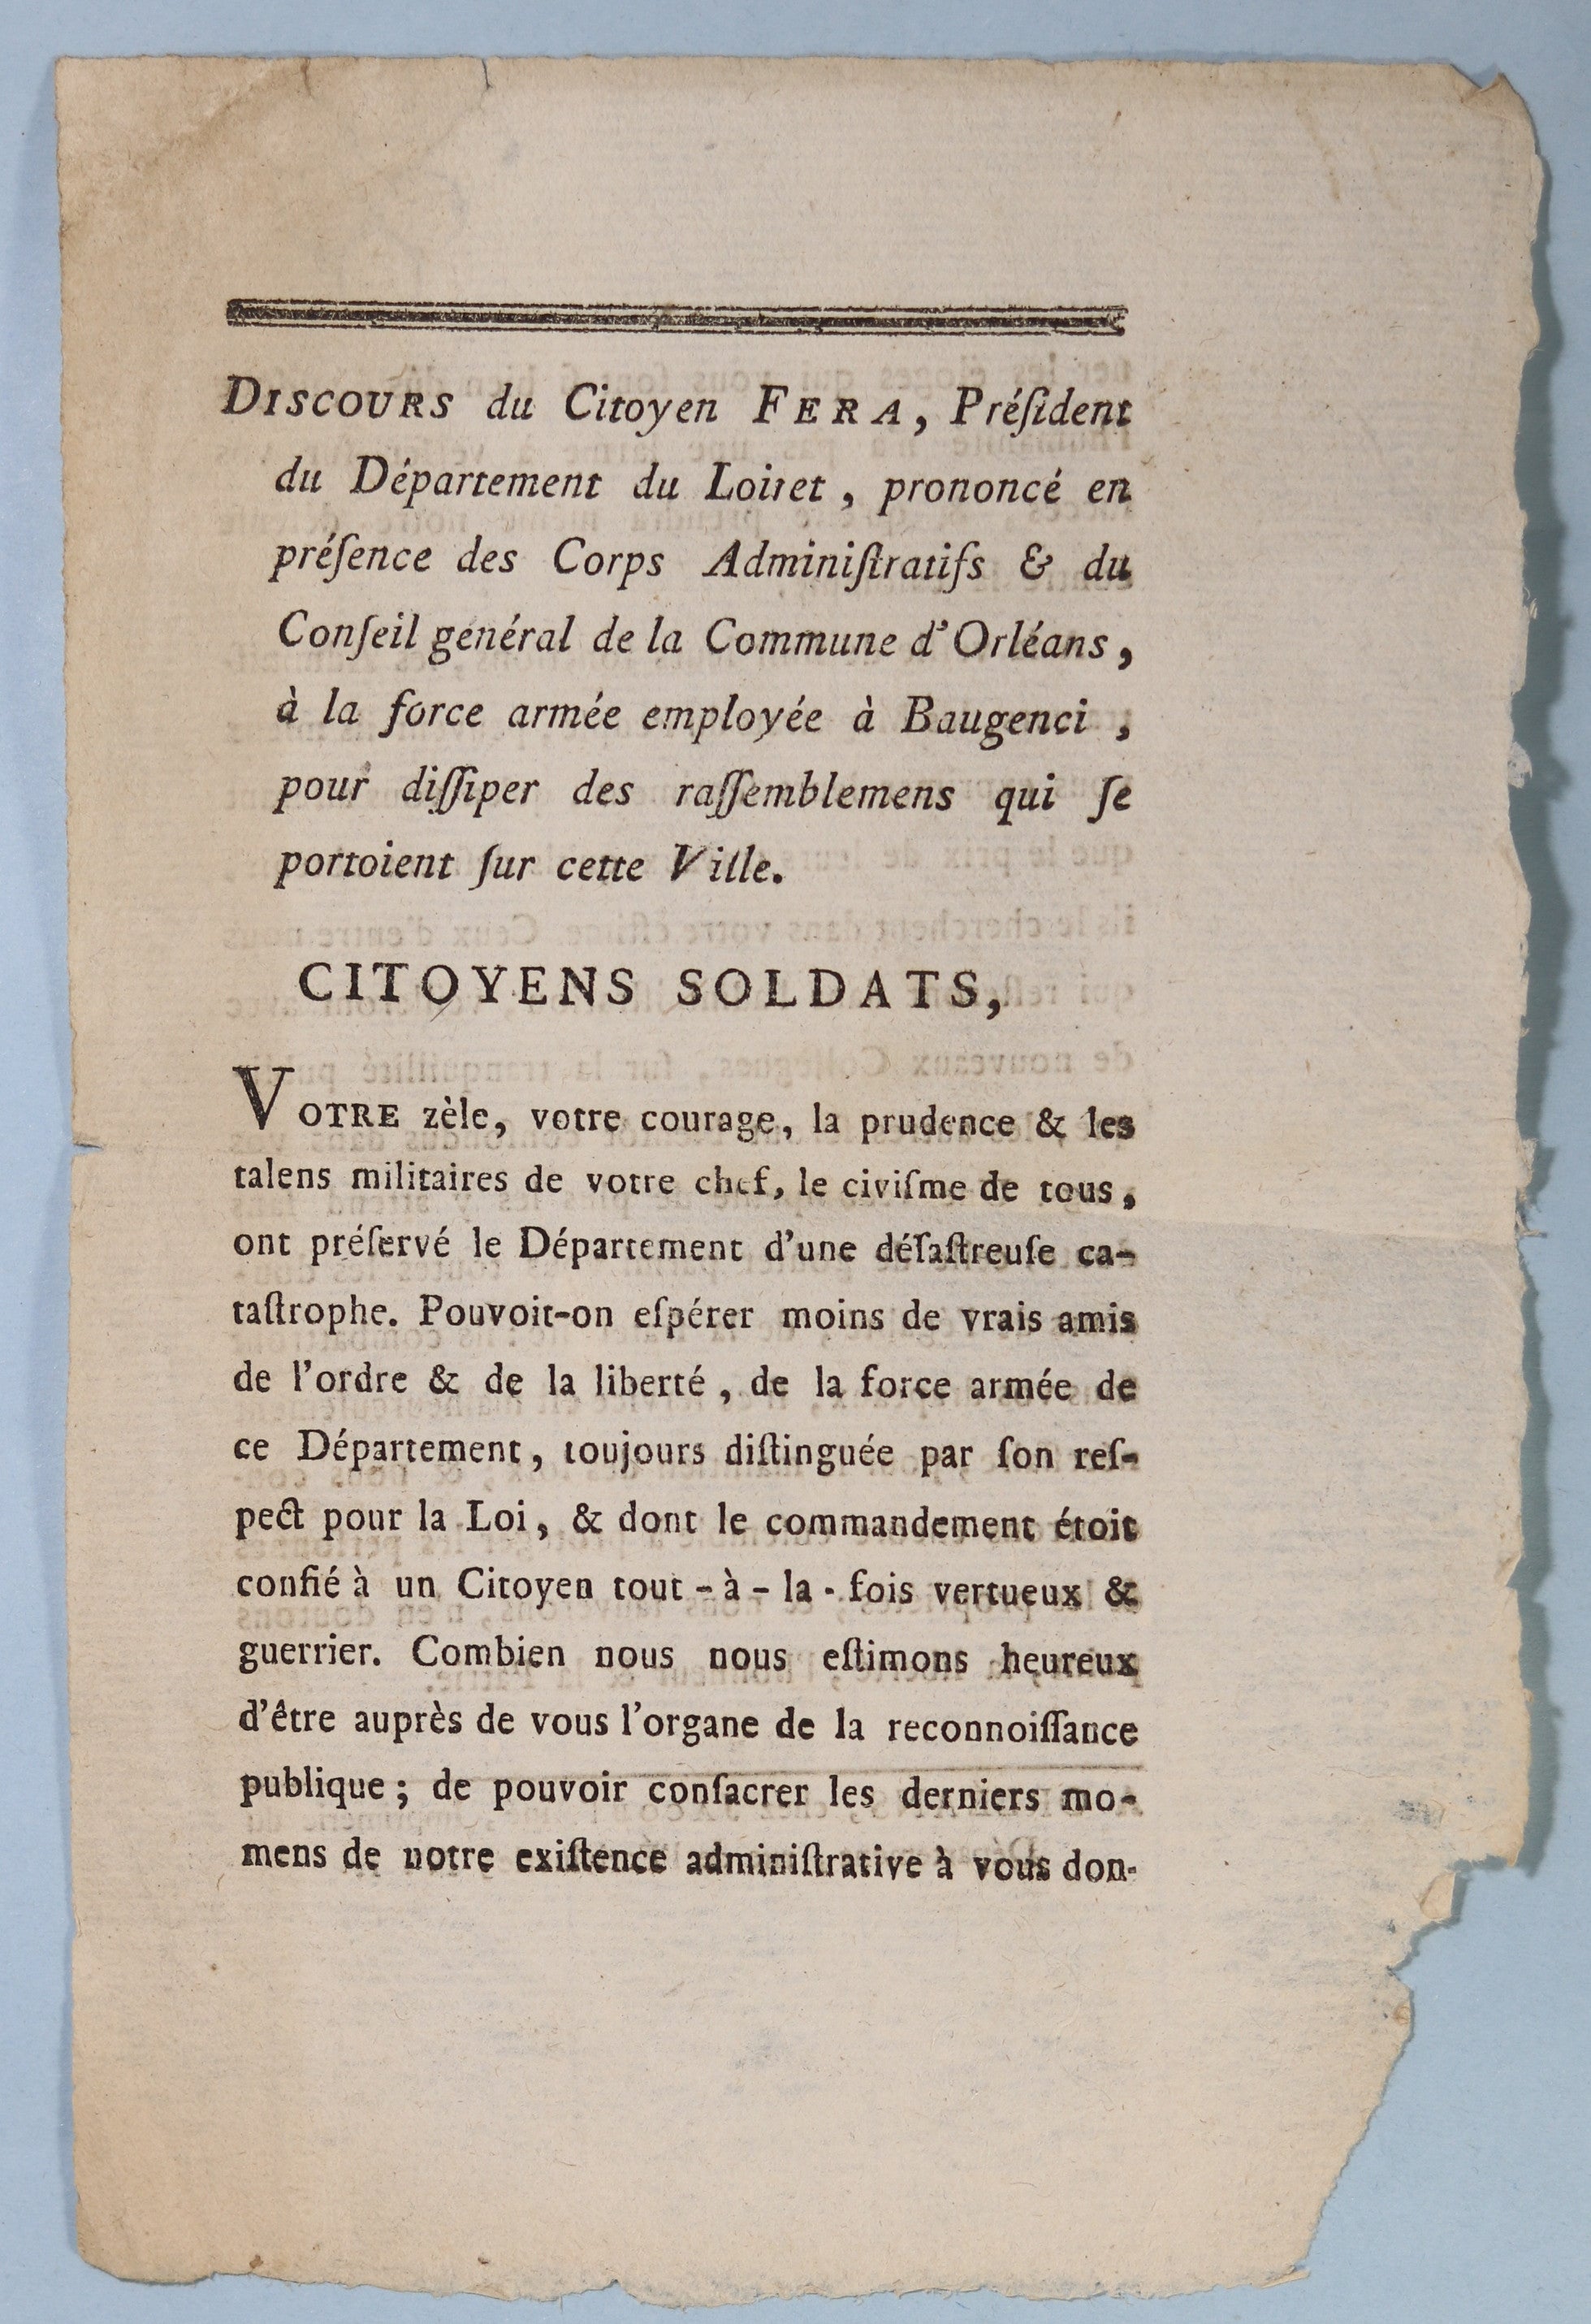 DISCOURS du Citoyen FERA, Préſident
du Département du Loiret, prononcé en
préſence des Corps Adminiſtratifs & du
Conſeil général de la Commune d'Orléans,
à la force armée employée à Baugenci,
pour diſſiper des raſſemblemens qui ſe
portoient ſur cette Ville.
CITOYENS SOLDATS,
VOTRE zèle, votre courage, la prudence & les
talens militaires de votre chef, le civiſme de tous,
ont préſervé le Département d'une déſaſtreuſe ca-
taſtrophe. Pouvoit-on eſpérer moins de vrais amis
de l'ordre & de la liberté, de la force armée de
ce Département, toujours diſtinguée par ſon reſ-
pect pour la Loi, & dont le commandement étoit
confié à un Citoyen tout-à-la-fois vertueux &
guerrier. Combien nous nous eſtimons heureux
d'être auprès de vous l'organe de la reconnoiſſance
publique; de pouvoir conſacrer les derniers mo-
mens de notre exiſtence adminiſtrative à vous don-